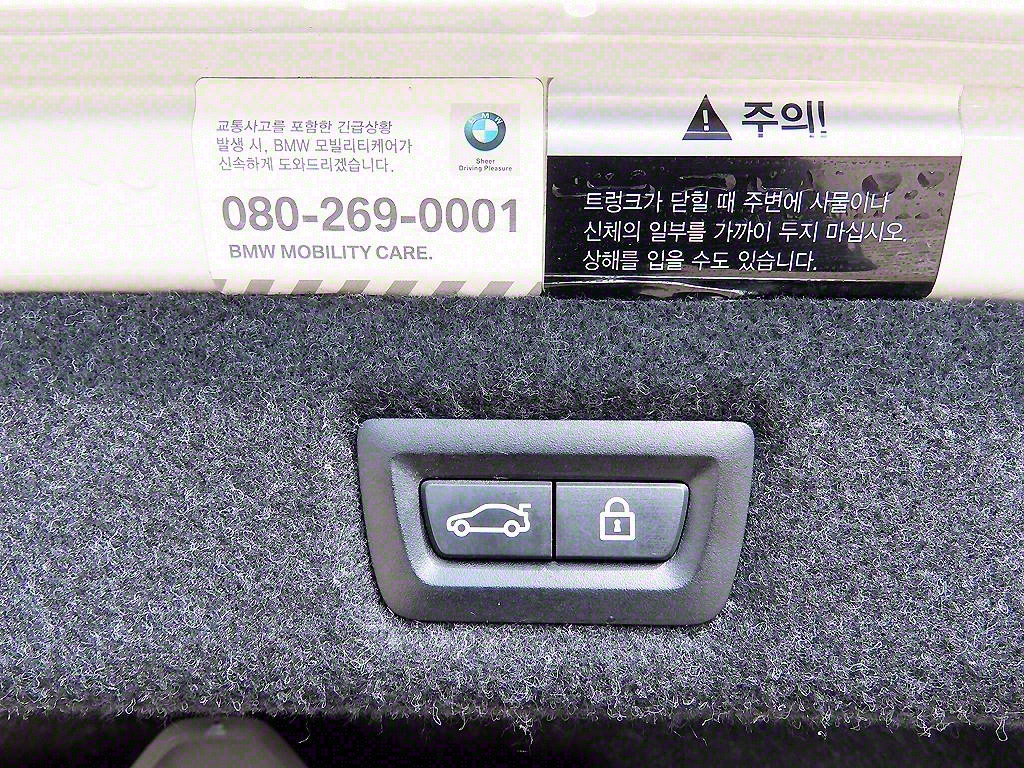 교통사고를 포함한 긴급상황
발생 시, BMW 모빌리티케어가
신속하게 도와드리겠습니다.
BMW
Sheer
Driving Pleasure
080-269-0001
BMW MOBILITY CARE.
주의!
트렁크가 닫힐 때 주변에 사물이나
신체의 일부를 가까이 두지 마십시오.
상해를 입을 수도 있습니다.